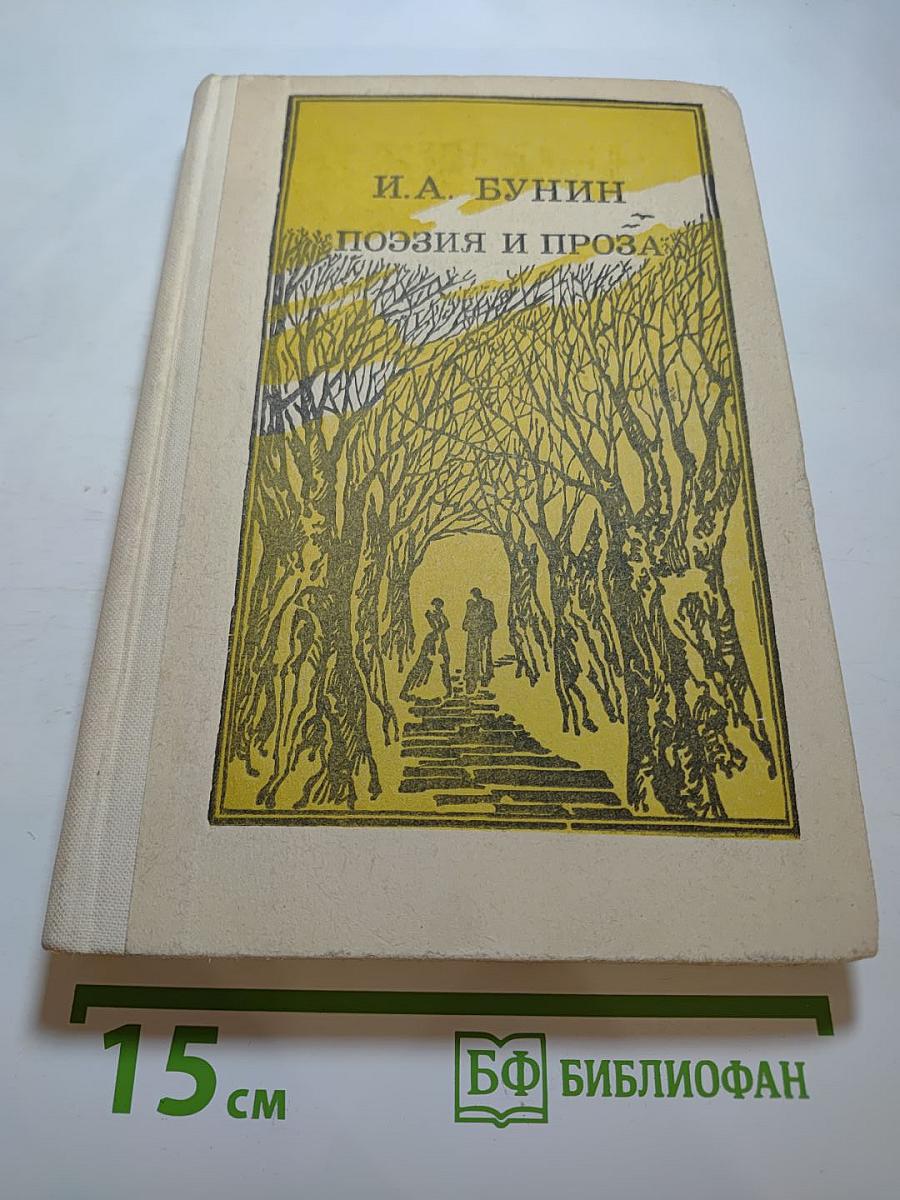 И.А. БУНИН
ПОЭЗИЯ И ПРОЗА
15 см
БФ БИБЛИОФАН